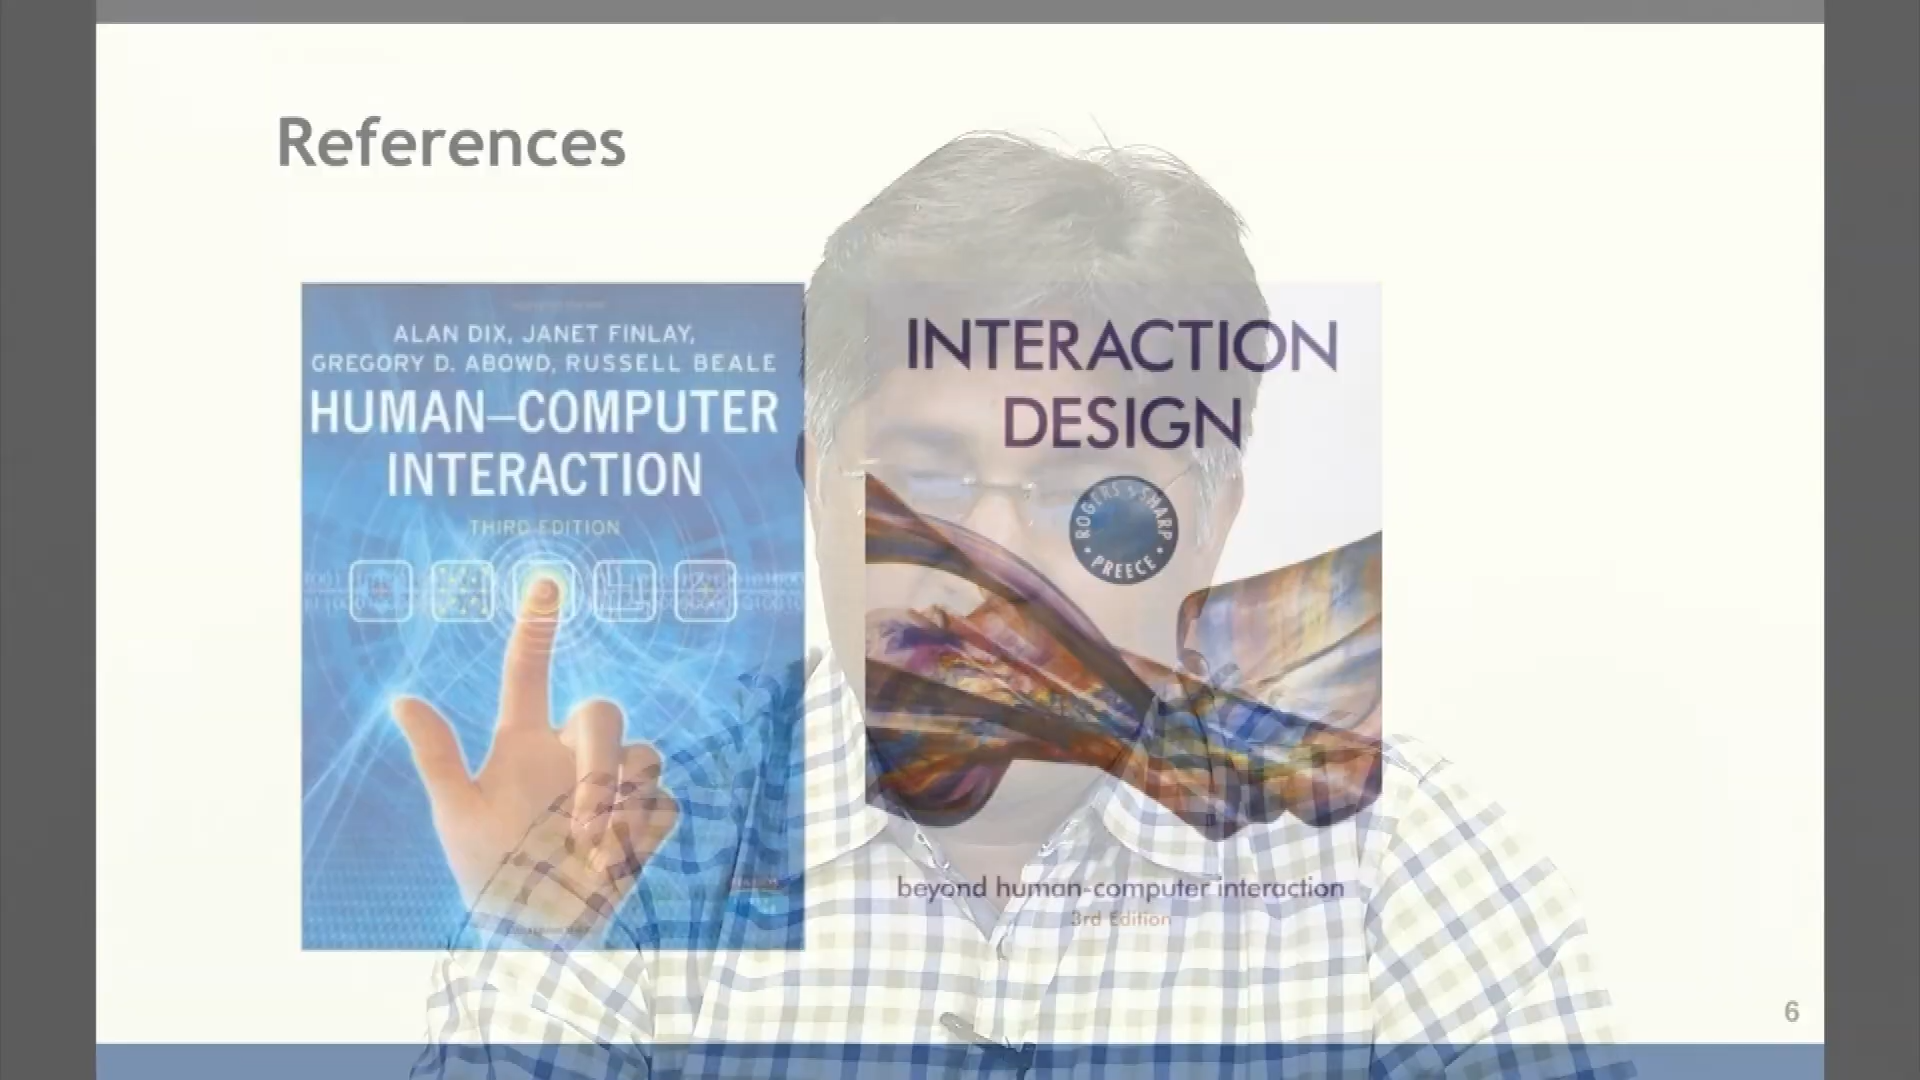 References
ALAN DIX, JANET FINLAY,
GREGORY D. ABOWD, RUSSELL BEALE
HUMAN–COMPUTER
INTERACTION
THIRD EDITION
INTERACTION
DESIGN
ROGERS • SHARP • PREECE •
beyond human-computer interaction
3rd Edition
6